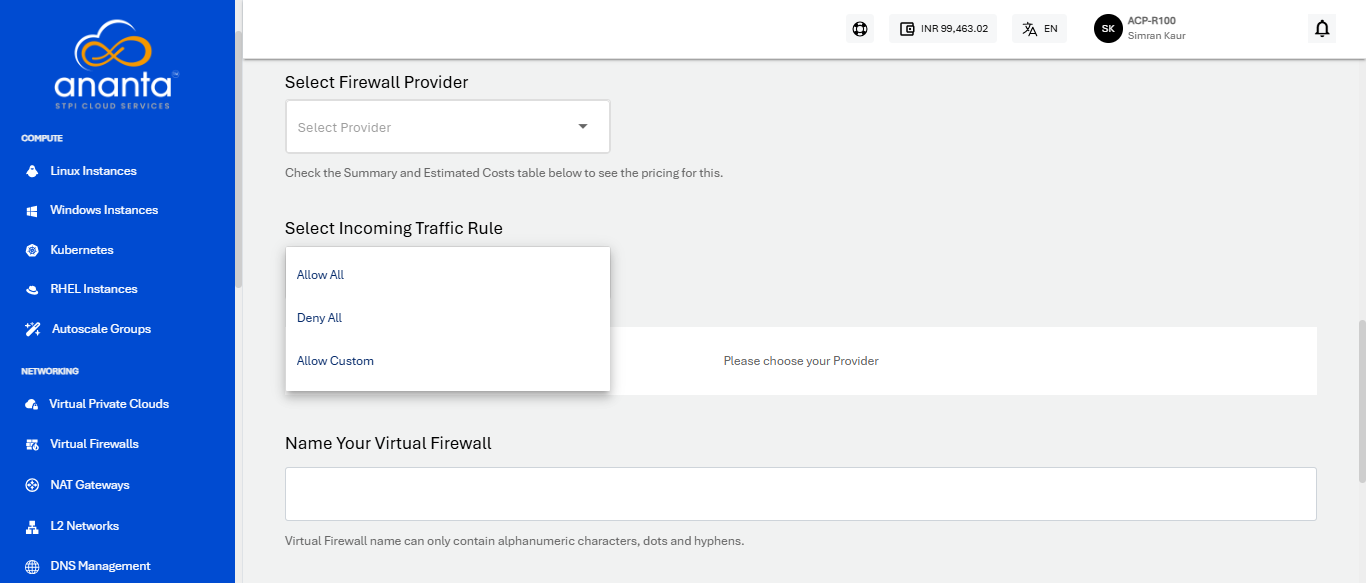 ananta
TM
STPI CLOUD SERVICES
COMPUTE
Linux Instances
Windows Instances
Kubernetes
RHEL Instances
Autoscale Groups
NETWORKING
Virtual Private Clouds
Virtual Firewalls
NAT Gateways
L2 Networks
DNS Management
INR 99,463.02
EN
SK
ACP-R100
Simran Kaur
Select Firewall Provider
Select Provider
Check the Summary and Estimated Costs table below to see the pricing for this.
Select Incoming Traffic Rule
Allow All
Deny All
Allow Custom
Please choose your Provider
Name Your Virtual Firewall
Virtual Firewall name can only contain alphanumeric characters, dots and hyphens.